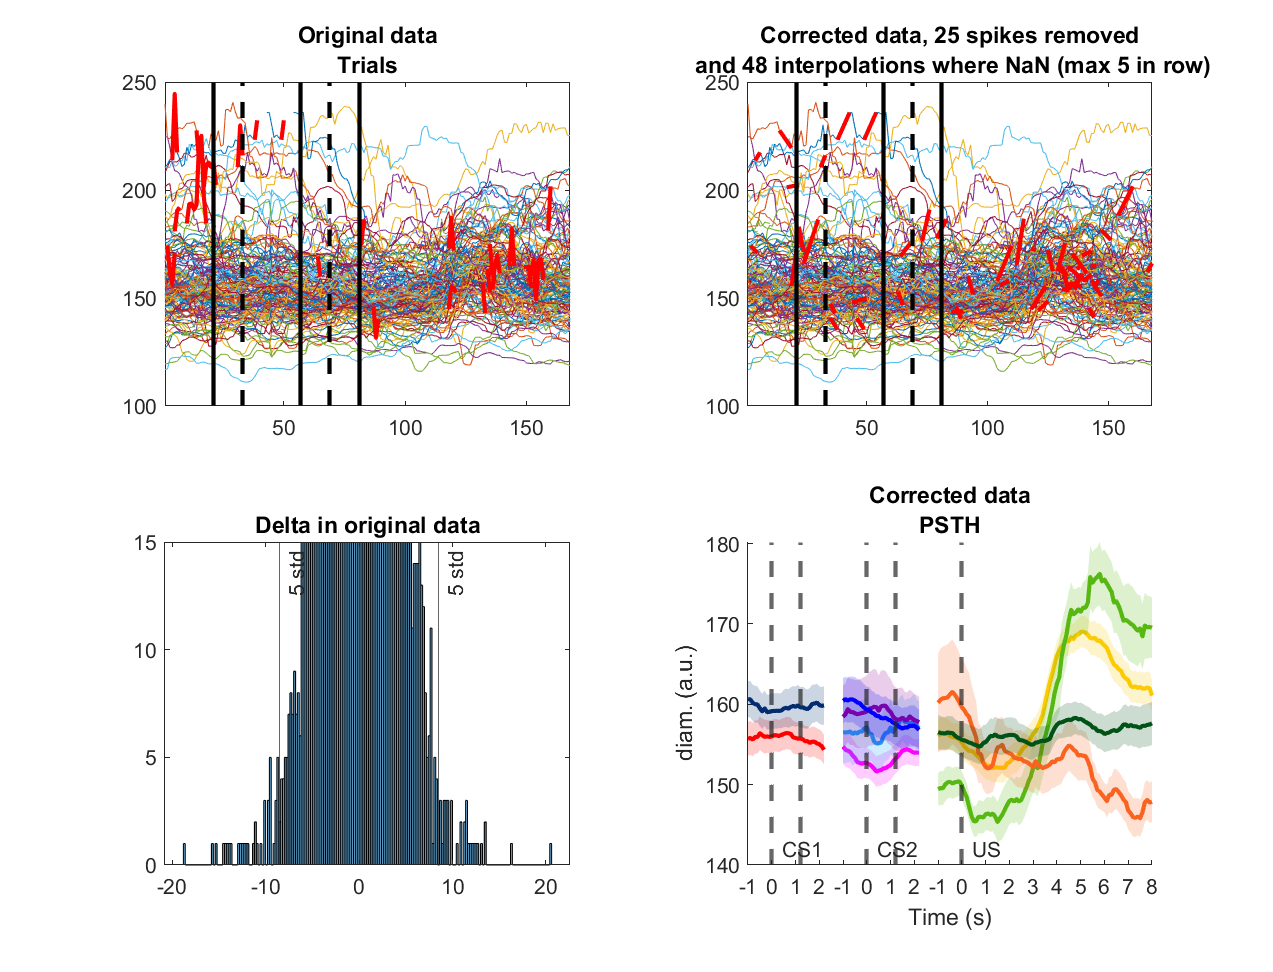 Original data
Trials
250
200
150
100
50
100
150
Corrected data, 25 spikes removed
and 48 interpolations where NaN (max 5 in row)
250
200
150
100
50
100
150
Delta in original data
15
10
5
0
-20
-10
0
10
20
5 std
5 std
Corrected data
PSTH
180
170
160
150
140
diam. (a.u.)
CS1
CS2
US
-1 0 1 2 -1 0 1 2 -1 0 1 2 3 4 5 6 7 8
Time (s)